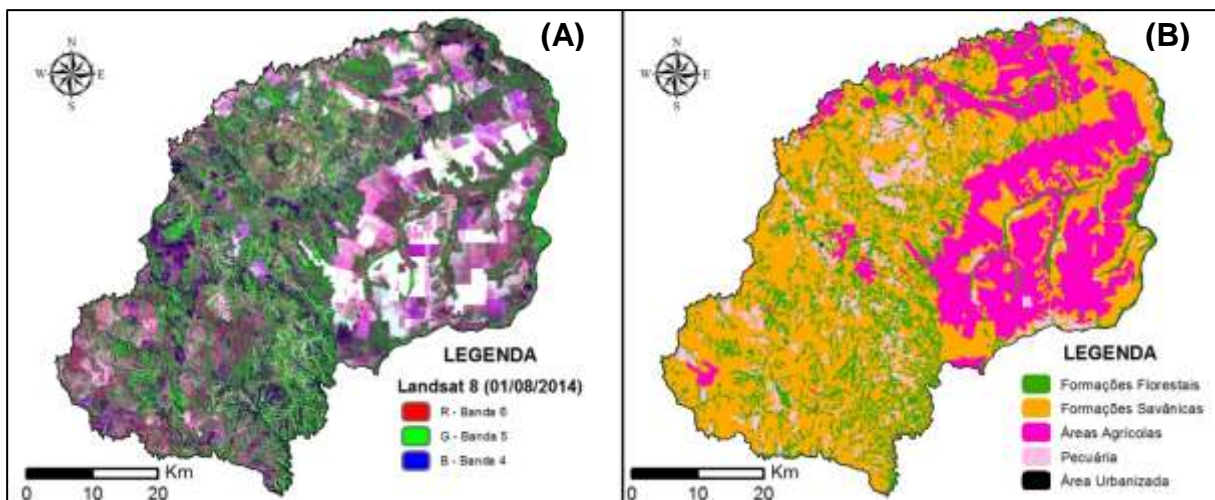 (A)
N
W E
S
LEGENDA
Landsat 8 (01/08/2014)
R - Banda 6
G - Banda 5
B - Banda 4
Km
0 10 20
(B)
N
W E
S
LEGENDA
Formações Florestais
Formações Savânicas
Áreas Agrícolas
Pecuária
Área Urbanizada
Km
0 10 20